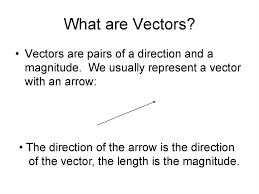 What are Vectors?
• Vectors are pairs of a direction and a
magnitude. We usually represent a vector
with an arrow:
• The direction of the arrow is the direction
of the vector, the length is the magnitude.